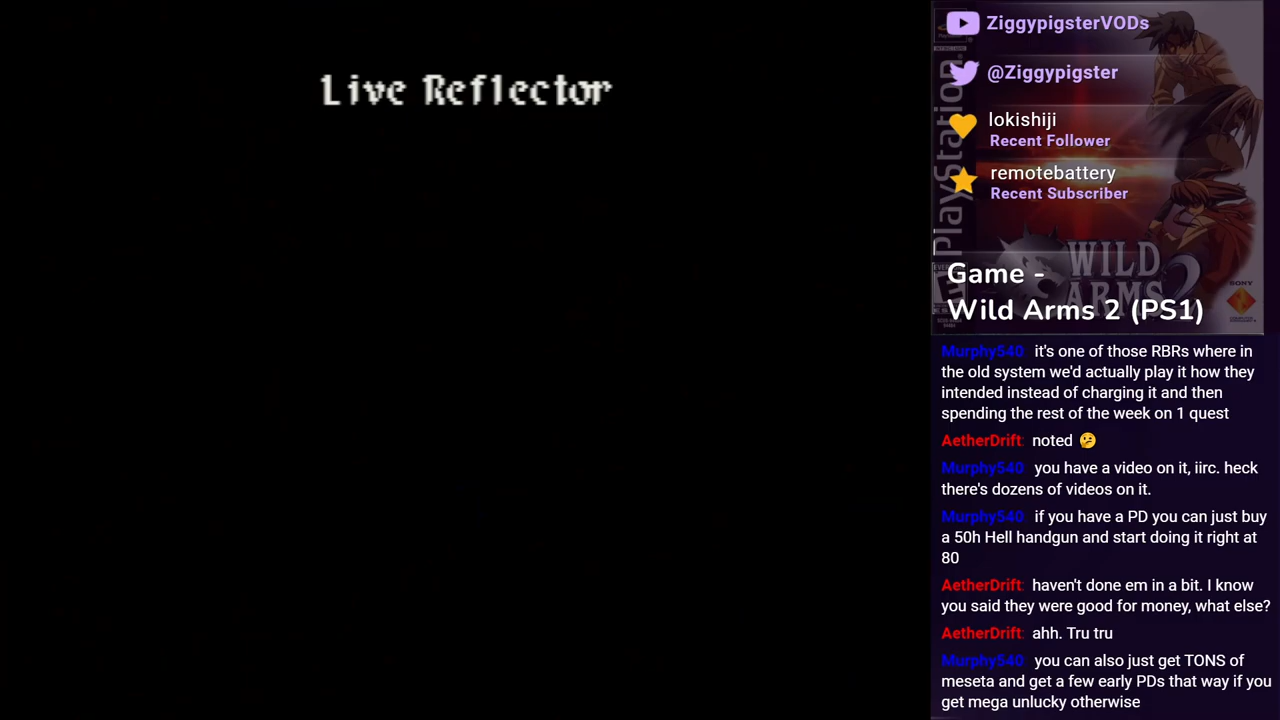 Live Reflector
ZiggypigsterVODs
@Ziggypigster
lokishiji
Recent Follower
remotebattery
Recent Subscriber
PlayStation
WILD
ARMS 2
SONY
Game -
Wild Arms 2 (PS1)
Murphy540 it's one of those RBRs where in
the old system we'd actually play it how they
intended instead of charging it and then
spending the rest of the week on 1 quest
AetherDrift: noted 🤔
Murphy540 you have a video on it, iirc. heck
there's dozens of videos on it.
Murphy540 if you have a PD you can just buy
a 50h Hell handgun and start doing it right at
80
AetherDrift: haven't done em in a bit. I know
you said they were good for money, what else?
AetherDrift: ahh. Tru tru
Murphy540 you can also just get TONS of
meseta and get a few early PDs that way if you
get mega unlucky otherwise